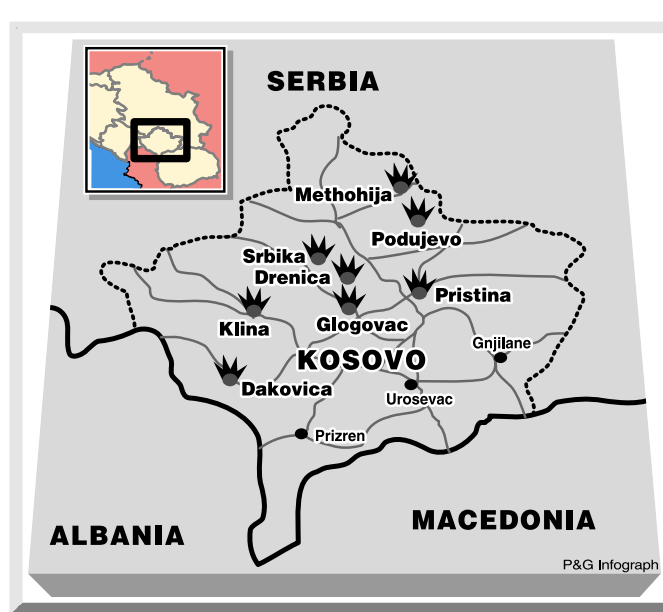 SERBIA
Methohija
Podujevo
Srbika
Drenica
Pristina
Klina
Glogovac
Gnjilane
KOSOVO
Dakovica
Urosevac
Prizren
MACEDONIA
ALBANIA
P&G Infograph